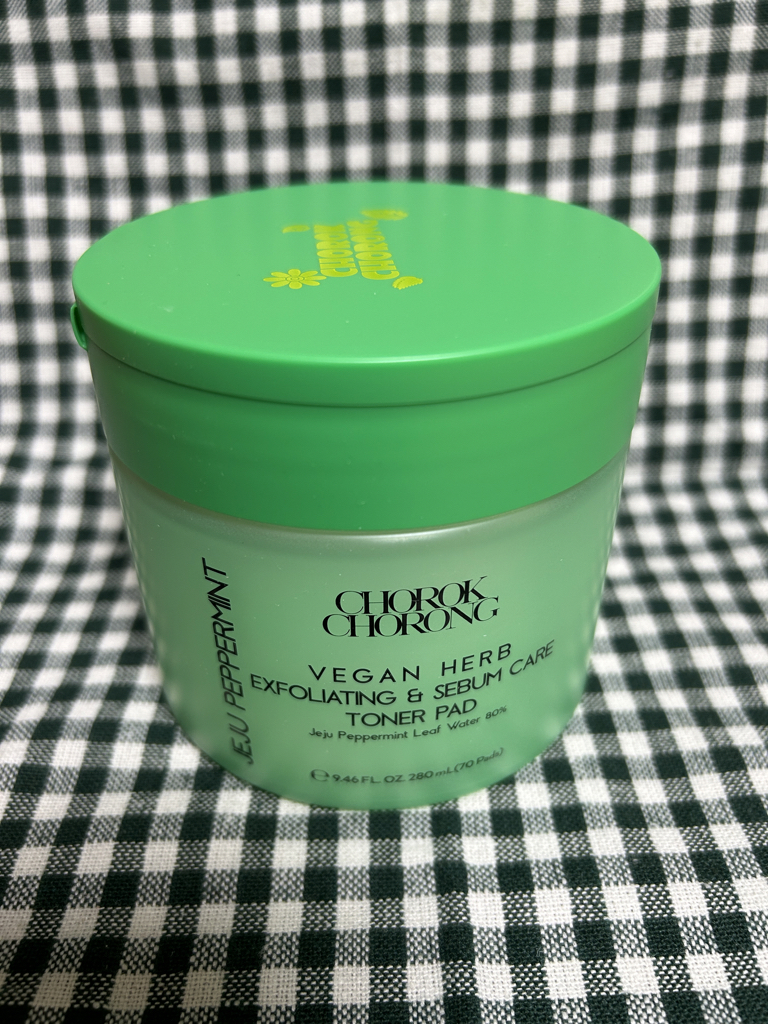 CHOROK
CHORONG
JEJU PEPPERMINT
CHOROK
CHORONG
VEGAN HERB
EXFOLIATING & SEBUM CARE
TONER PAD
Jeju Peppermint Leaf Water 80%
℮ 9.46 FL. OZ. 280 mL (70 Pads)